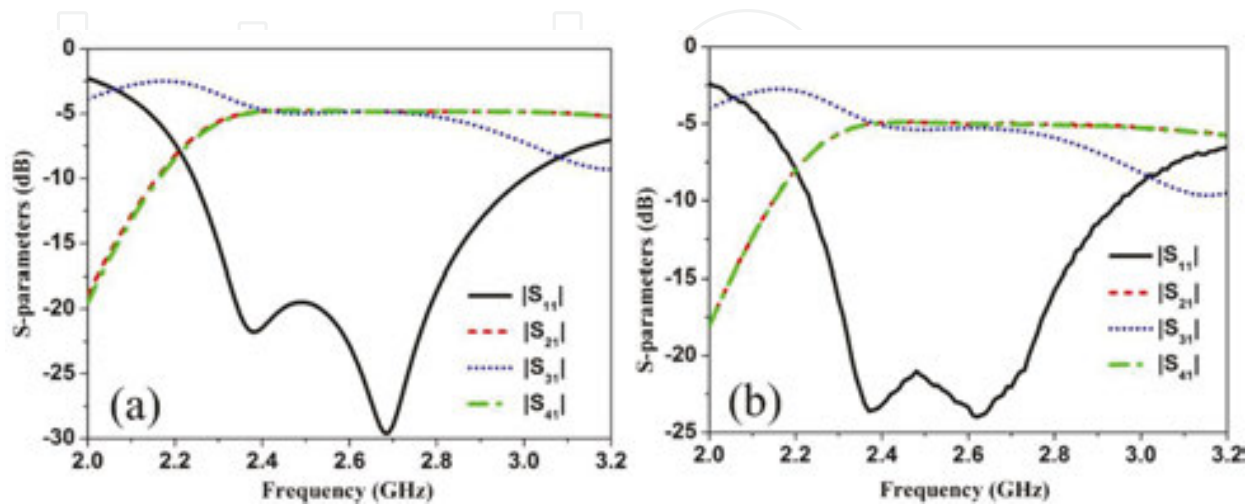 0
-5
-10
-15
-20
-25
-30
S-parameters (dB)
|S11|
|S21|
|S31|
|S41|
(a)
2.0 2.2 2.4 2.6 2.8 3.0 3.2
Frequency (GHz)
0
-5
-10
-15
-20
-25
S-parameters (dB)
|S11|
|S21|
|S31|
|S41|
(b)
2.0 2.2 2.4 2.6 2.8 3.0 3.2
Frequency (GHz)